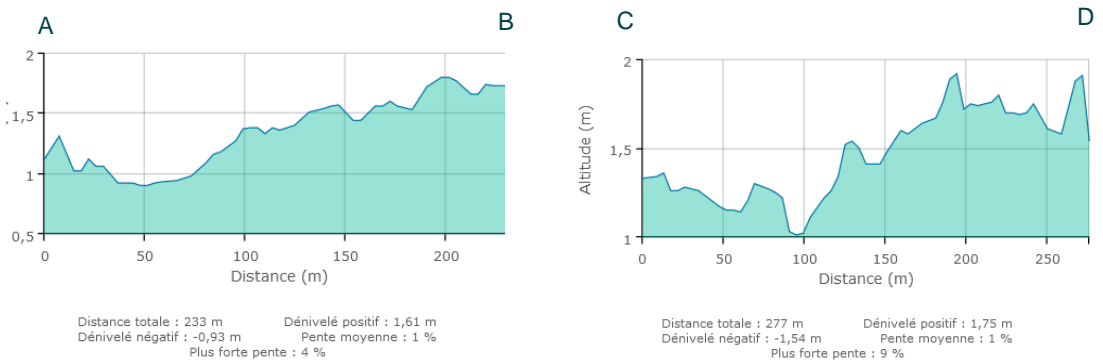 A
B
2
1,5
1
0,5
0
50
100
150
200
Distance (m)
Distance totale : 233 m
Dénivelé positif : 1,61 m
Dénivelé négatif : -0,93 m
Pente moyenne : 1 %
Plus forte pente : 4 %
C
D
Altitude (m)
2
1,5
1
0
50
100
150
200
250
Distance (m)
Distance totale : 277 m
Dénivelé positif : 1,75 m
Dénivelé négatif : -1,54 m
Pente moyenne : 1 %
Plus forte pente : 9 %